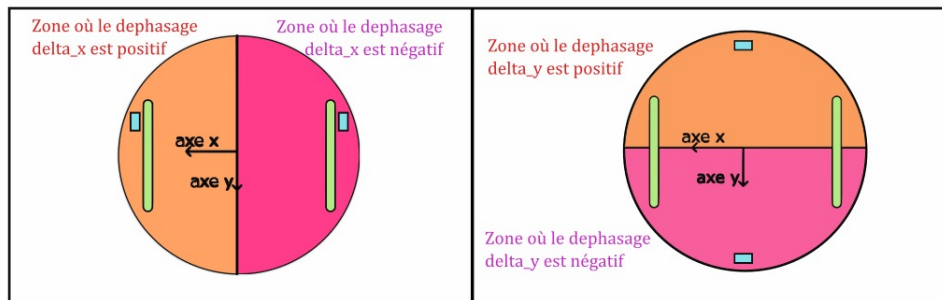 Zone où le dephasage
delta_x est positif
Zone où le dephasage
delta_x est négatif
axe x
axe y
Zone où le dephasage
delta_y est positif
axe x
axe y
Zone où le dephasage
delta_y est négatif